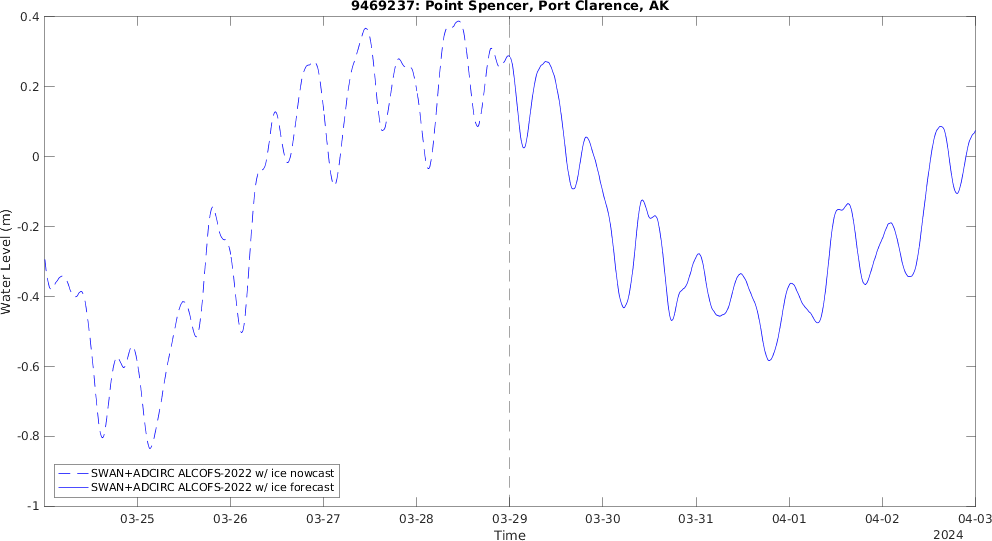 9469237: Point Spencer, Port Clarence, AK
0.4
0.2
0
-0.2
-0.4
-0.6
-0.8
-1
Water Level (m)
SWAN+ADCIRC ALCOFS-2022 w/ ice nowcast
SWAN+ADCIRC ALCOFS-2022 w/ ice forecast
03-25 03-26 03-27 03-28 03-29 03-30 03-31 04-01 04-02 04-03
Time
2024